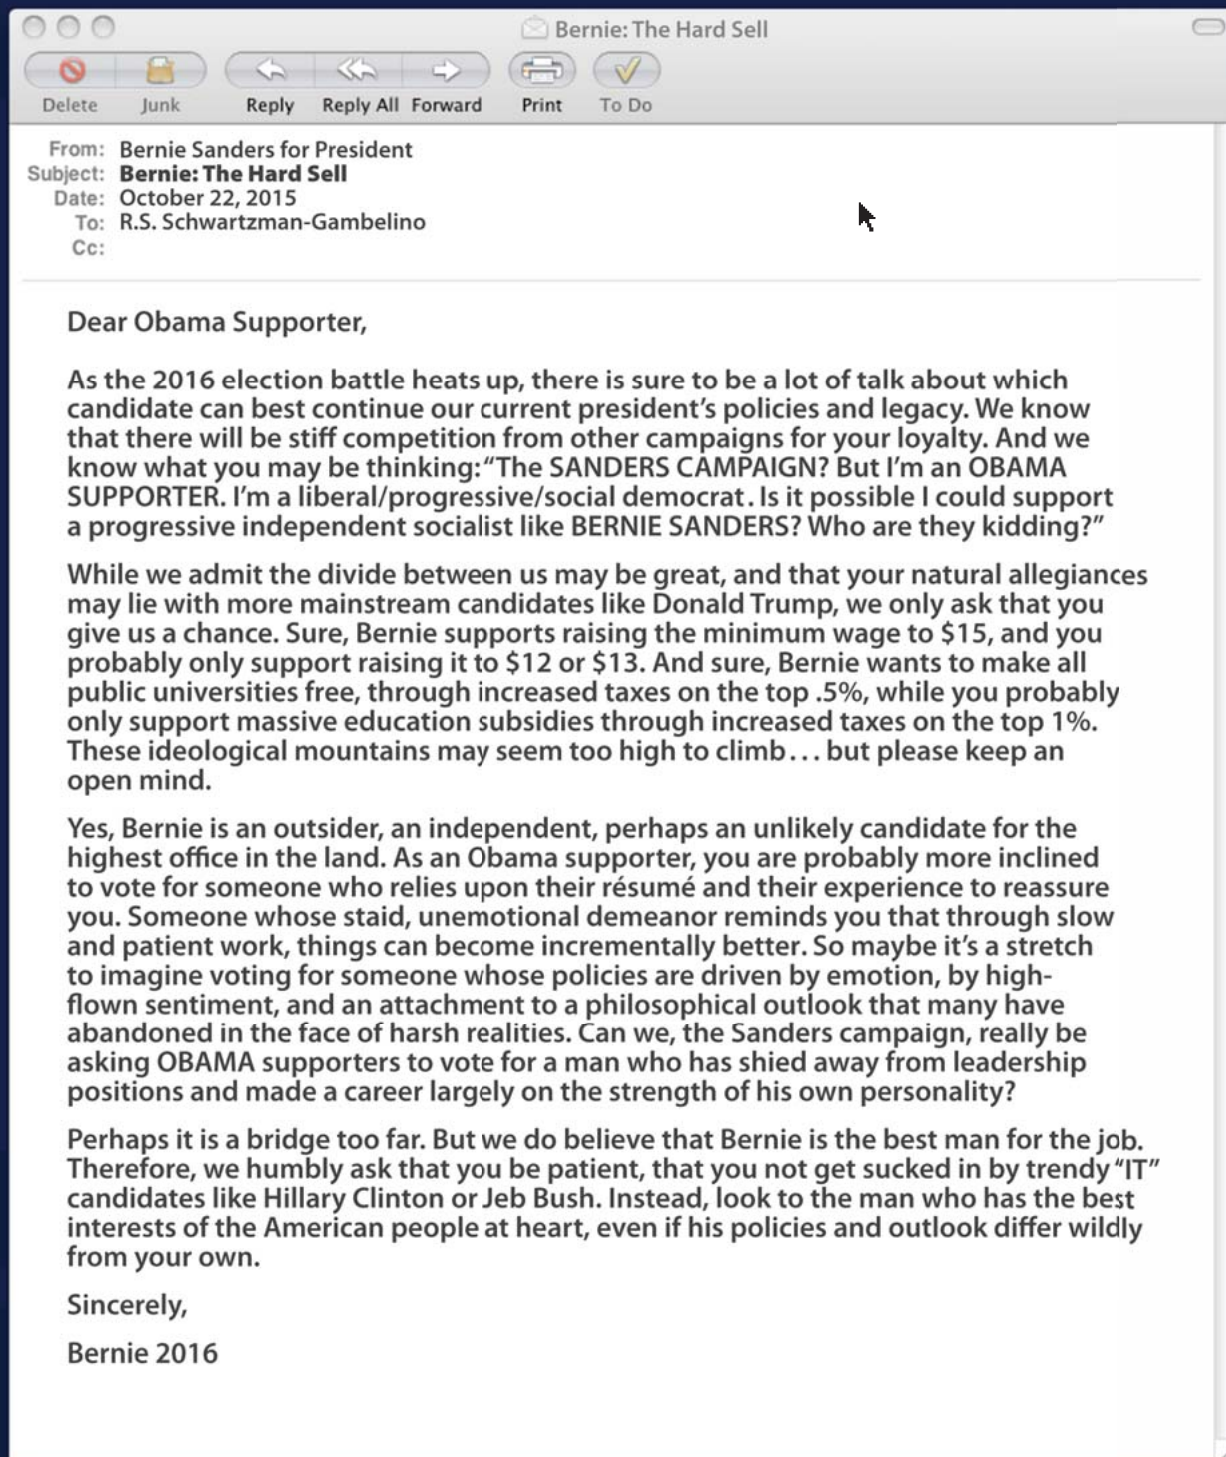 Bernie: The Hard Sell
Delete Junk Reply Reply All Forward Print To Do
From: Bernie Sanders for President
Subject: Bernie: The Hard Sell
Date: October 22, 2015
To: R.S. Schwartzman-Gambelino
Cc:
Dear Obama Supporter,
As the 2016 election battle heats up, there is sure to be a lot of talk about which
candidate can best continue our current president’s policies and legacy. We know
that there will be stiff competition from other campaigns for your loyalty. And we
know what you may be thinking: “The SANDERS CAMPAIGN? But I’m an OBAMA
SUPPORTER. I’m a liberal/progressive/social democrat. Is it possible I could support
a progressive independent socialist like BERNIE SANDERS? Who are they kidding?”
While we admit the divide between us may be great, and that your natural allegiances
may lie with more mainstream candidates like Donald Trump, we only ask that you
give us a chance. Sure, Bernie supports raising the minimum wage to $15, and you
probably only support raising it to $12 or $13. And sure, Bernie wants to make all
public universities free, through increased taxes on the top .5%, while you probably
only support massive education subsidies through increased taxes on the top 1%.
These ideological mountains may seem too high to climb... but please keep an
open mind.
Yes, Bernie is an outsider, an independent, perhaps an unlikely candidate for the
highest office in the land. As an Obama supporter, you are probably more inclined
to vote for someone who relies upon their résumé and their experience to reassure
you. Someone whose staid, unemotional demeanor reminds you that through slow
and patient work, things can become incrementally better. So maybe it’s a stretch
to imagine voting for someone whose policies are driven by emotion, by high-
flown sentiment, and an attachment to a philosophical outlook that many have
abandoned in the face of harsh realities. Can we, the Sanders campaign, really be
asking OBAMA supporters to vote for a man who has shied away from leadership
positions and made a career largely on the strength of his own personality?
Perhaps it is a bridge too far. But we do believe that Bernie is the best man for the job.
Therefore, we humbly ask that you be patient, that you not get sucked in by trendy “IT”
candidates like Hillary Clinton or Jeb Bush. Instead, look to the man who has the best
interests of the American people at heart, even if his policies and outlook differ wildly
from your own.
Sincerely,
Bernie 2016